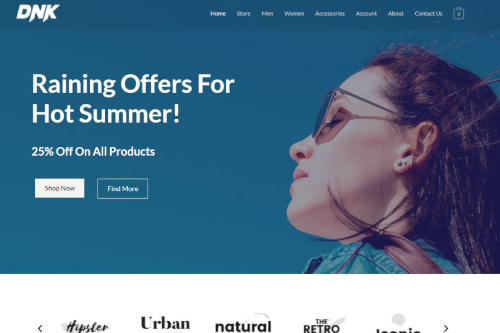 DNK
Home Store Men Women Accessories Account About Contact Us 0
Raining Offers For
Hot Summer!
25% Off On All Products
Shop Now Find More
Hipster Urban natural THE RETRO Iconic